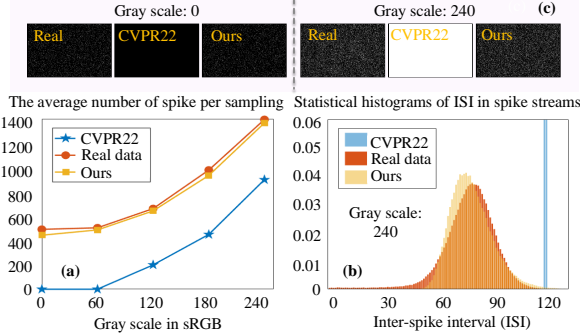 Gray scale: 0
Gray scale: 240
(c)
Real
CVPR22
Ours
Real
CVPR22
Ours
The average number of spike per sampling
1400
1200
1000
800
600
400
200
0
CVPR22
Real data
Ours
(a)
0
60
120
180
240
Gray scale in sRGB
Statistical histograms of ISI in spike streams
0.06
0.05
0.04
0.03
0.02
0.01
0
CVPR22
Real data
Ours
Gray scale:
240
(b)
0
30
60
90
120
Inter-spike interval (ISI)